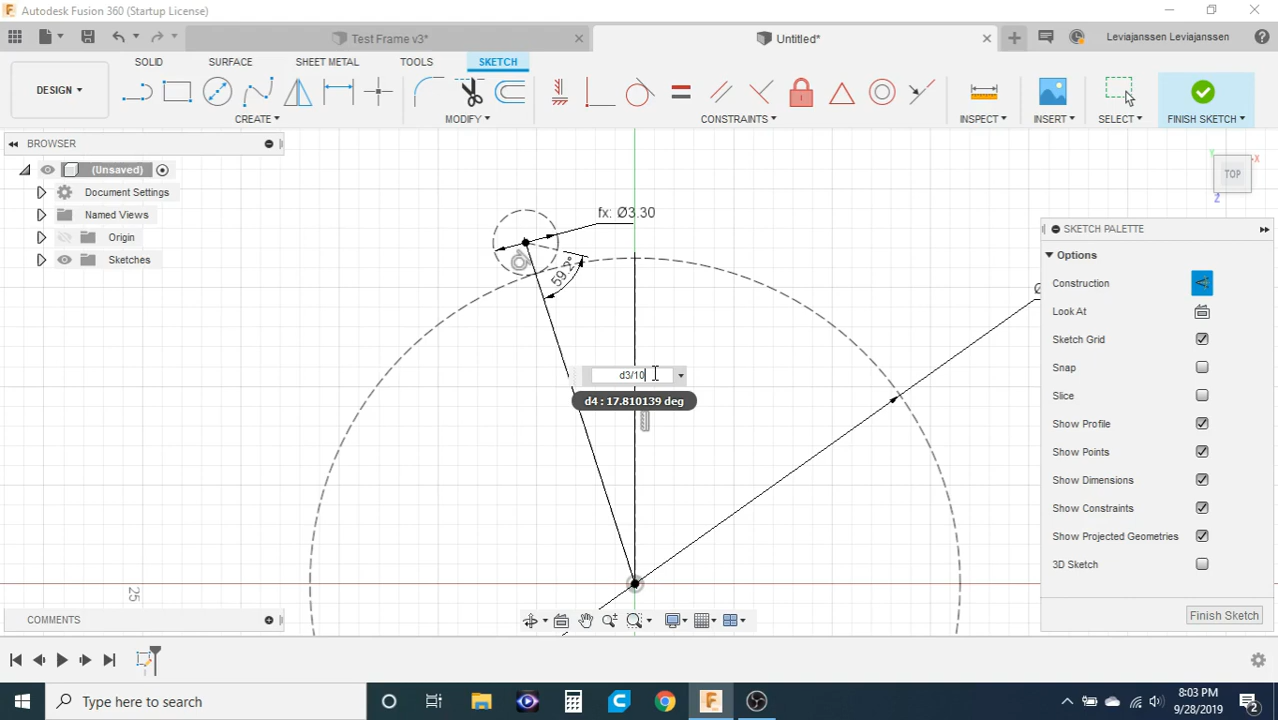 Autodesk Fusion 360 (Startup License)
Test Frame v3*
Untitled*
Leviajanssen Leviajanssen
SOLID
SURFACE
SHEET METAL
TOOLS
SKETCH
DESIGN
CREATE
MODIFY
CONSTRAINTS
INSPECT
INSERT
SELECT
FINISH SKETCH
BROWSER
(Unsaved)
Document Settings
Named Views
Origin
Sketches
fx: Ø3.30
59.2°
d3/10
d4 : 17.810139 deg
Ø
25
Y
X
TOP
Z
SKETCH PALETTE
Options
Construction
Look At
Sketch Grid
Snap
Slice
Show Profile
Show Points
Show Dimensions
Show Constraints
Show Projected Geometries
3D Sketch
Finish Sketch
COMMENTS
Type here to search
8:03 PM
9/28/2019
2